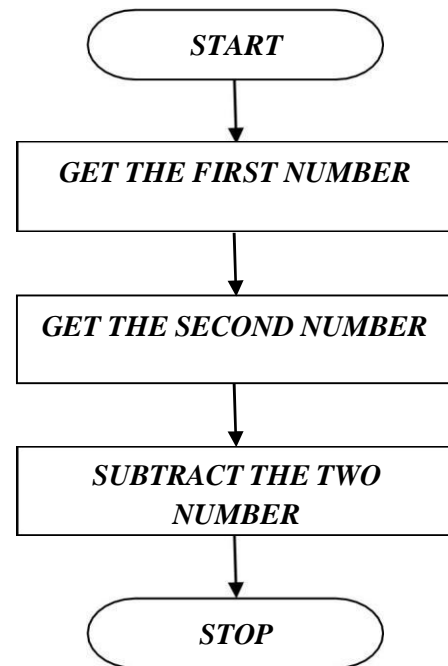 START
GET THE FIRST NUMBER
GET THE SECOND NUMBER
SUBTRACT THE TWO
NUMBER
STOP